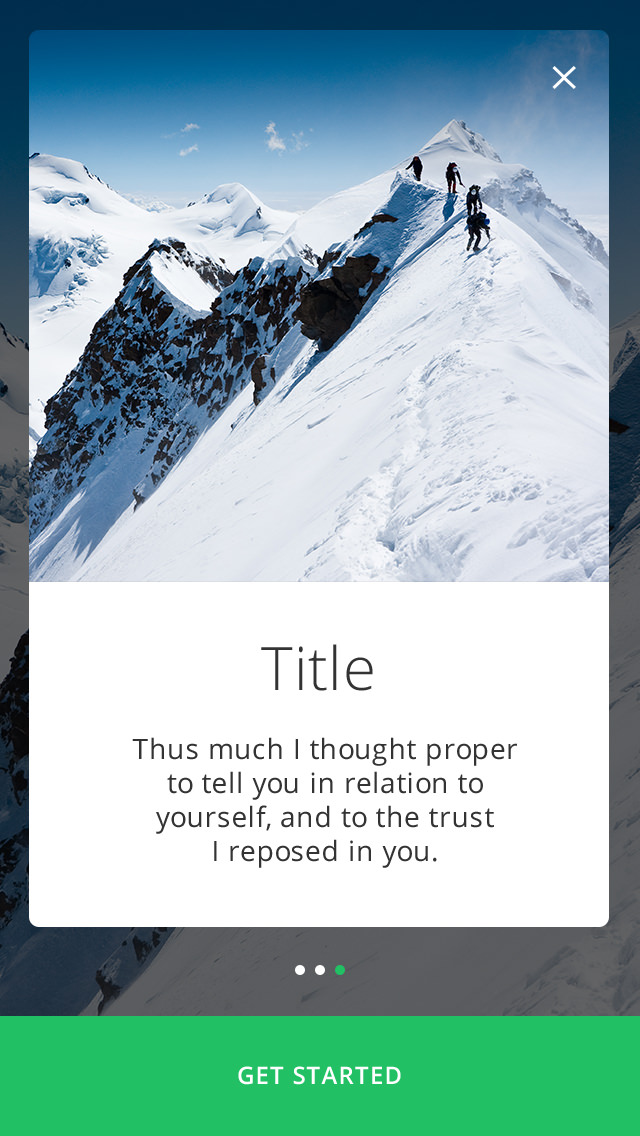 Title
Thus much I thought proper
to tell you in relation to
yourself, and to the trust
I reposed in you.
GET STARTED